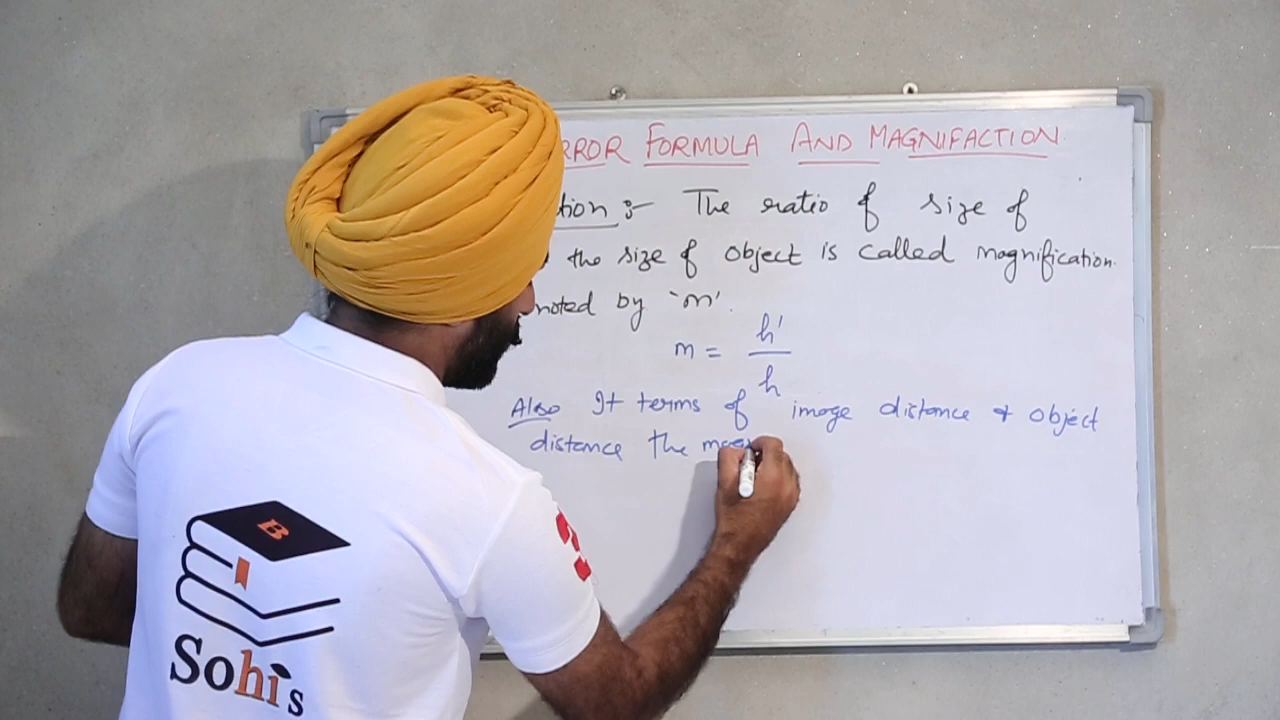 RROR FORMULA AND MAGNIFACTION
tion :- The ratio of size of
the size of object is called magnification.
noted by 'm'.
m = h'/h
Also It terms of image distance & object
distance the mag
B
Sohi's